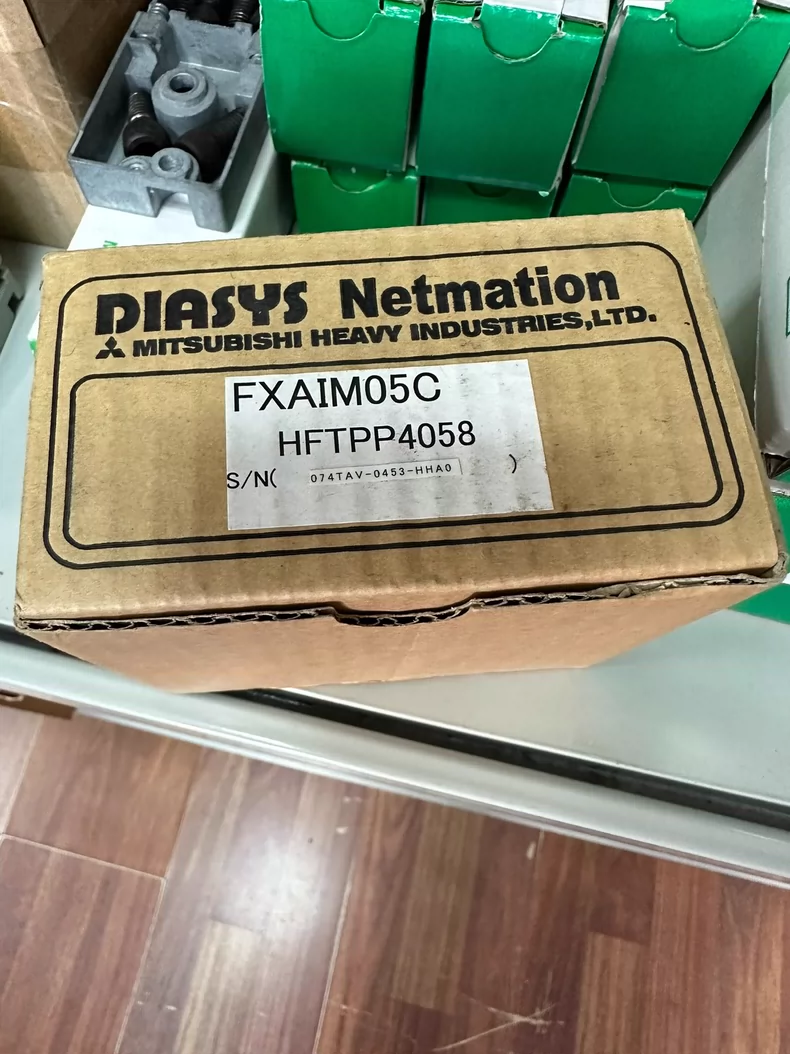 DIASYS Netmation
MITSUBISHI HEAVY INDUSTRIES,LTD.
FXAIM05C
HFTPP4058
S/N( 074TAV-0453-HHA0 )